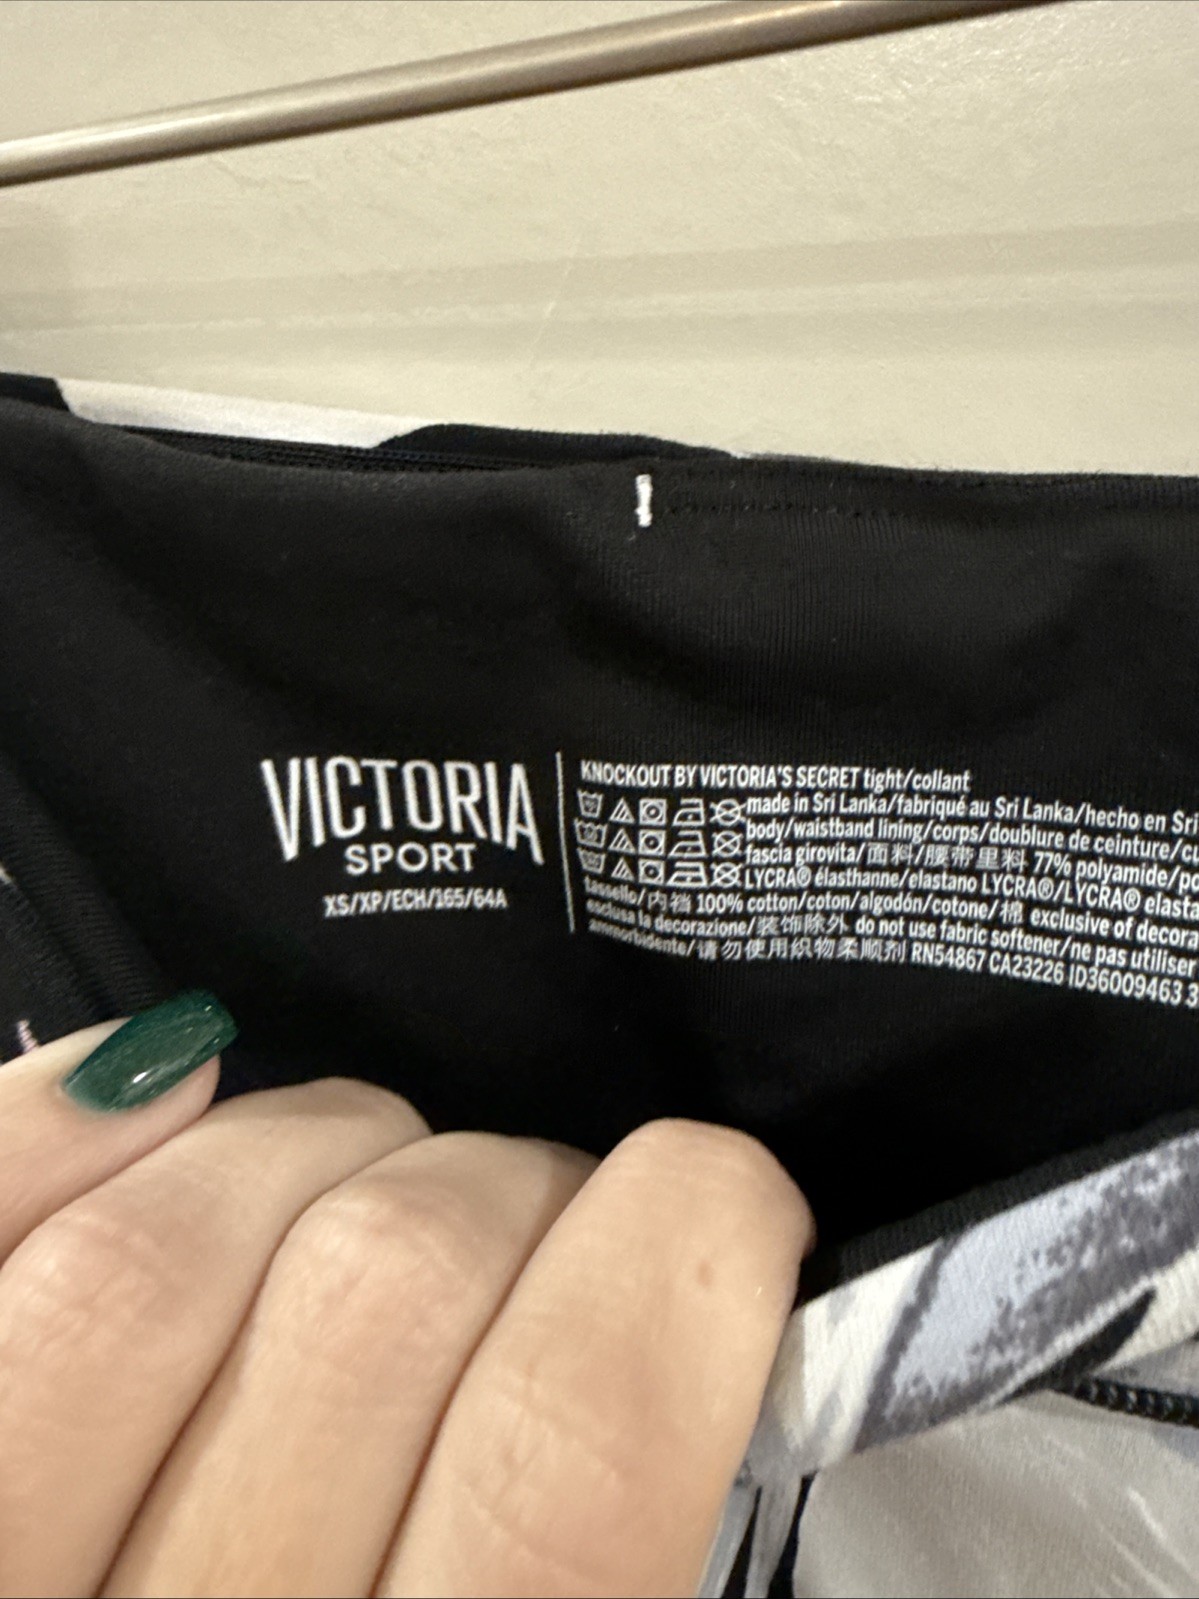 VICTORIA
SPORT
XS/XP/ECH/165/64A
KNOCKOUT BY VICTORIA'S SECRET tight/collant
made in Sri Lanka/fabriqué au Sri Lanka/hecho en Sri
body/waistband lining/corps/doublure de ceinture/cu
fascia girovita/面料/腰带里料 77% polyamide/po
LYCRA® élasthanne/elastano LYCRA®/LYCRA® elasta
tassello/内裆 100% cotton/coton/algodón/cotone/棉 exclusive of decora
esclusa la decorazione/装饰除外 do not use fabric softener/ne pas utiliser
ammorbidente/请勿使用织物柔顺剂 RN54867 CA23226 ID36009463 3